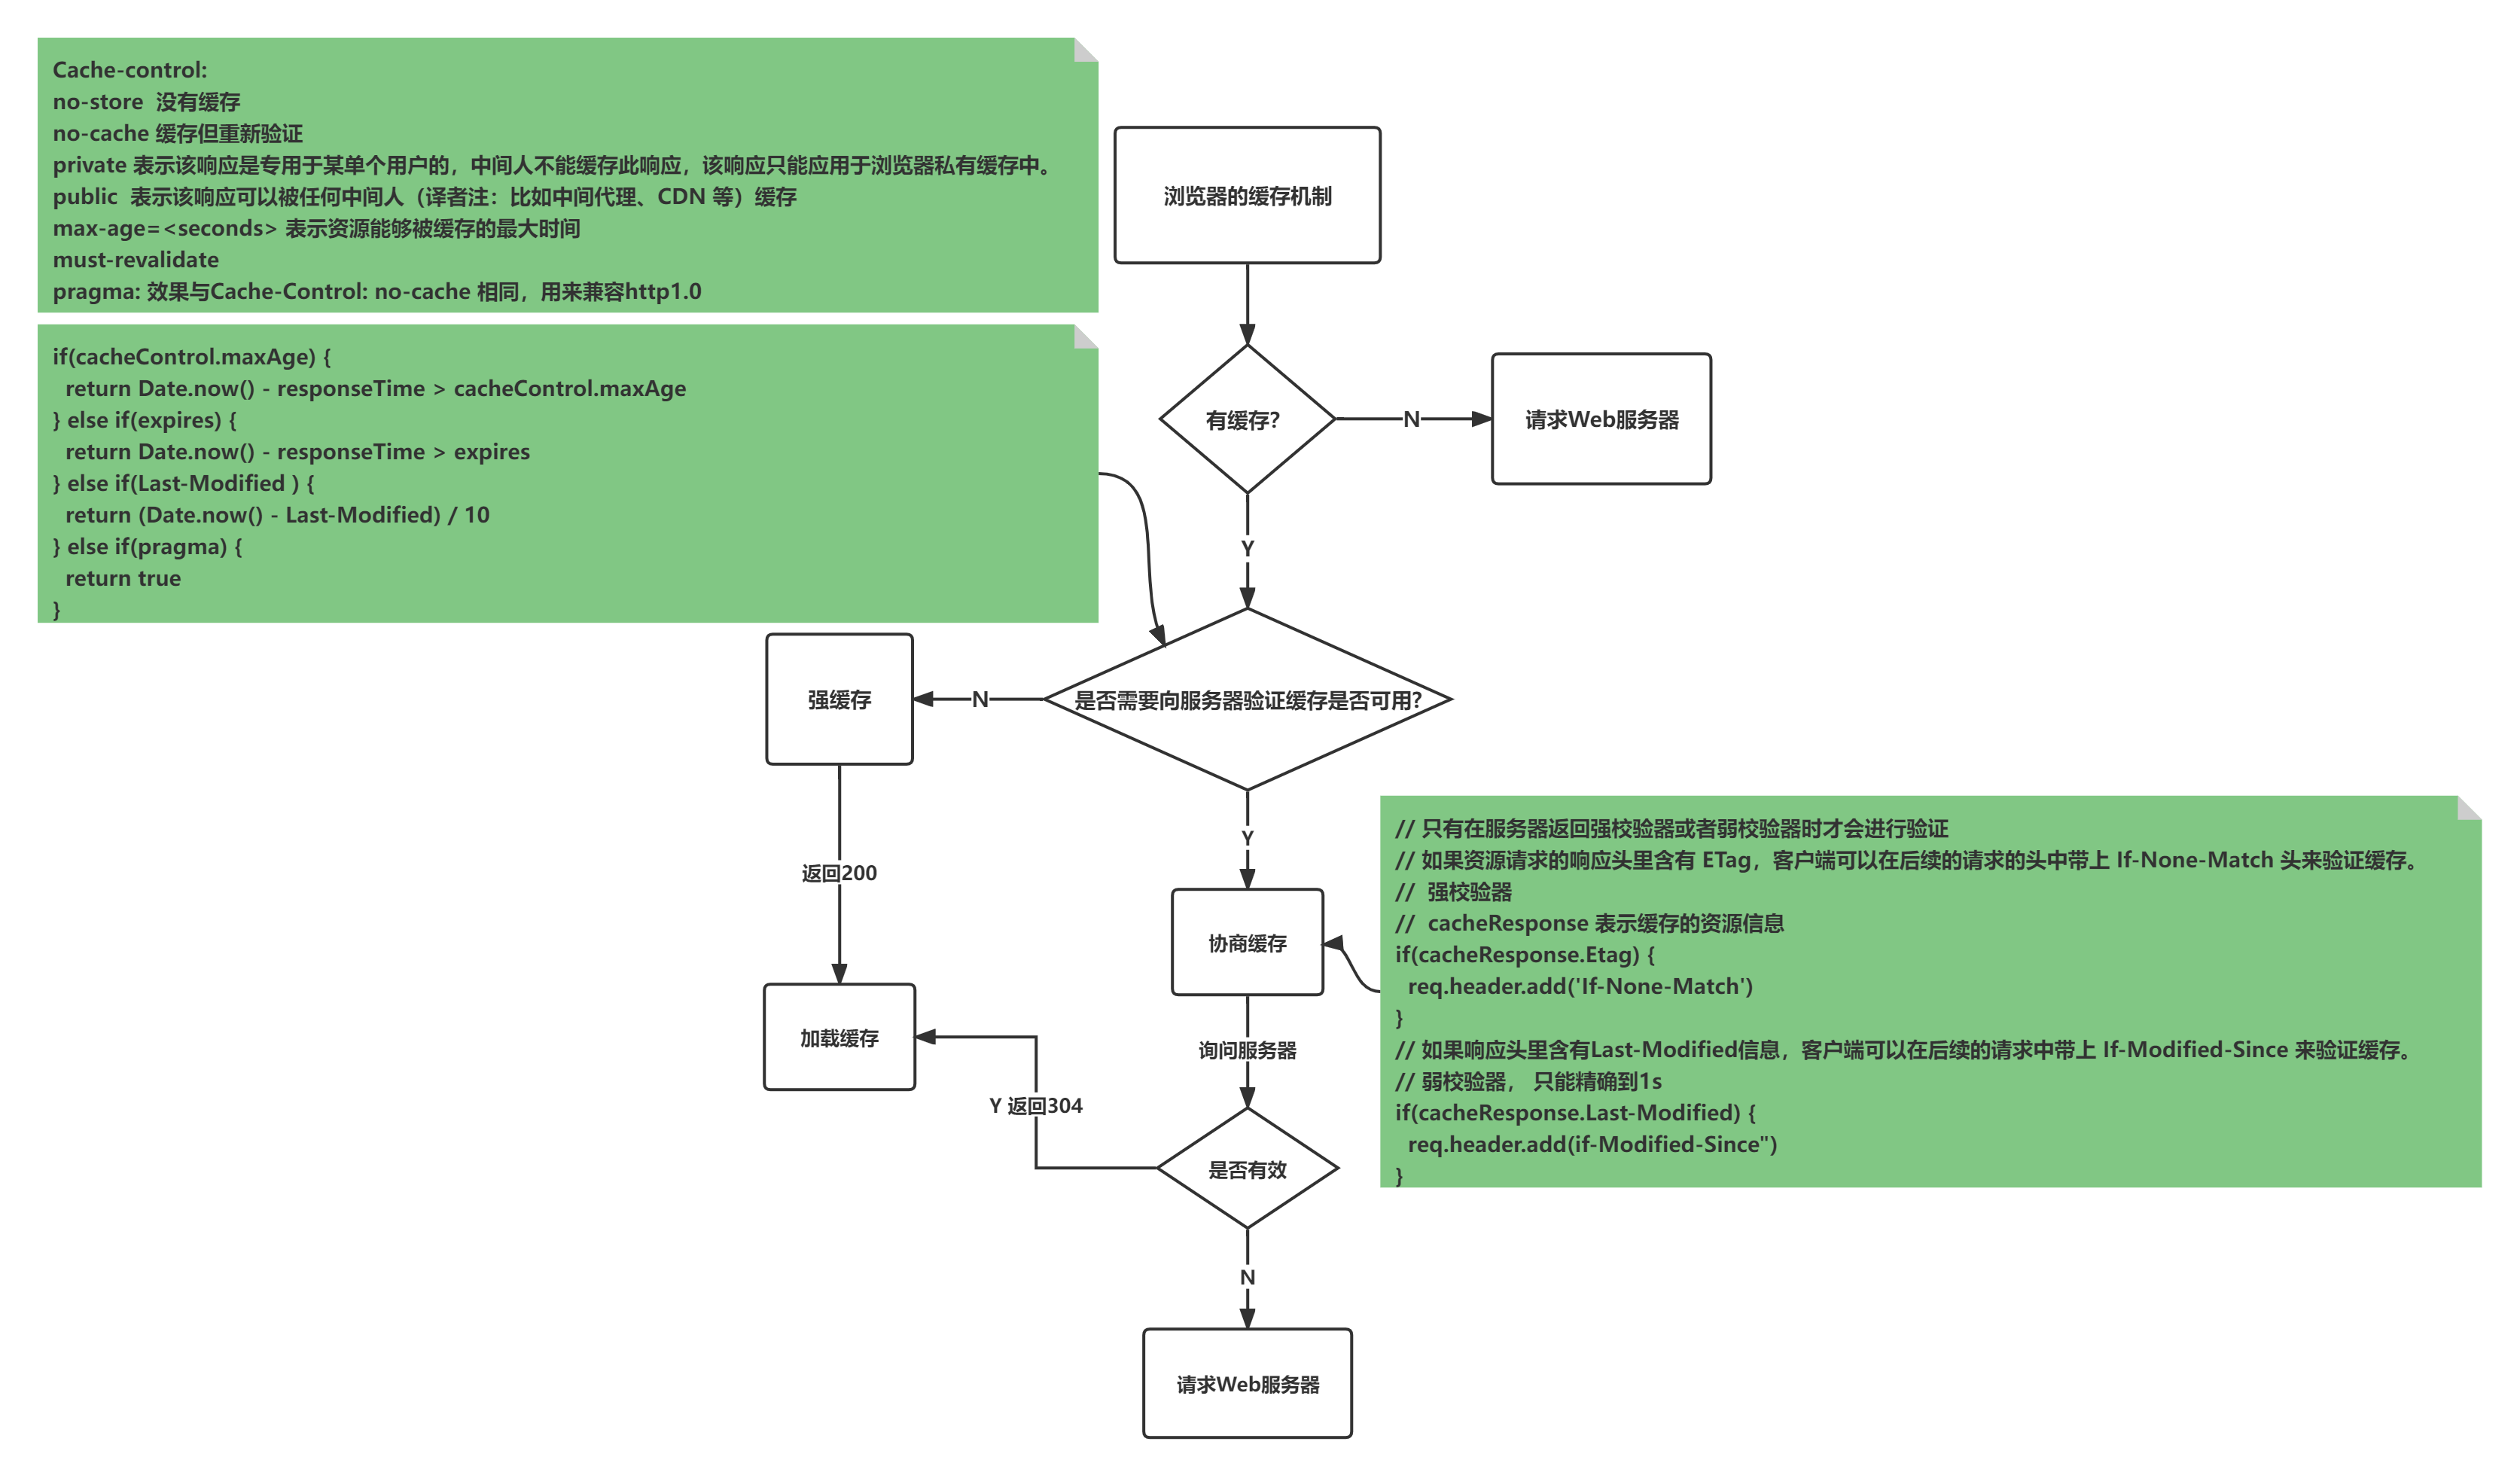 Cache-control:
no-store  没有缓存
no-cache 缓存但重新验证
private 表示该响应是专用于某单个用户的，中间人不能缓存此响应，该响应只能应用于浏览器私有缓存中。
public  表示该响应可以被任何中间人（译者注：比如中间代理、CDN 等）缓存
max-age=<seconds> 表示资源能够被缓存的最大时间
must-revalidate
pragma: 效果与Cache-Control: no-cache 相同，用来兼容http1.0
浏览器的缓存机制
if(cacheControl.maxAge) {
  return Date.now() - responseTime > cacheControl.maxAge
} else if(expires) {
  return Date.now() - responseTime > expires
} else if(Last-Modified ) {
  return (Date.now() - Last-Modified) / 10
} else if(pragma) {
  return true
}
有缓存？
N
请求Web服务器
Y
是否需要向服务器验证缓存是否可用？
N
强缓存
Y
返回200
协商缓存
// 只有在服务器返回强校验器或者弱校验器时才会进行验证
// 如果资源请求的响应头里含有 ETag，客户端可以在后续的请求的头中带上 If-None-Match 头来验证缓存。
//  强校验器
//  cacheResponse 表示缓存的资源信息
if(cacheResponse.Etag) {
  req.header.add('If-None-Match')
}
// 如果响应头里含有Last-Modified信息，客户端可以在后续的请求中带上 If-Modified-Since 来验证缓存。
// 弱校验器， 只能精确到1s
if(cacheResponse.Last-Modified) {
  req.header.add(if-Modified-Since")
}
加载缓存
询问服务器
Y 返回304
是否有效
N
请求Web服务器